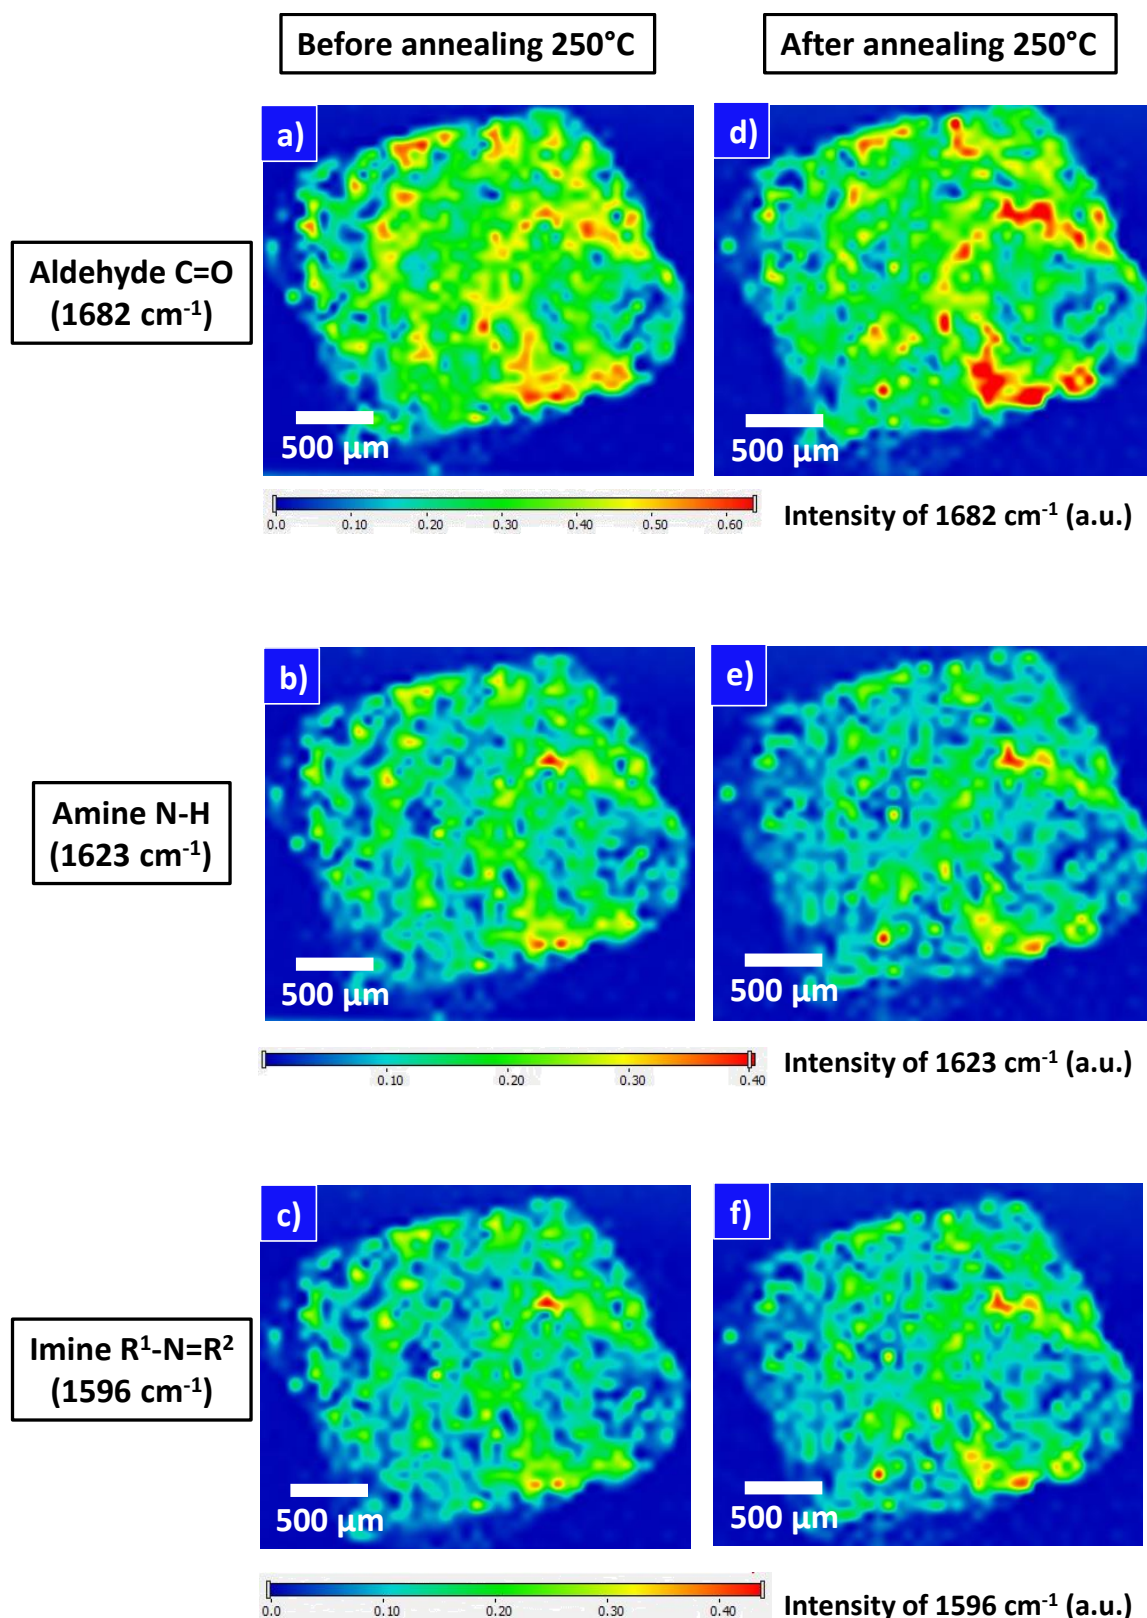 Before annealing 250°C
After annealing 250°C
a)
d)
Aldehyde C=O
(1682 cm⁻¹)
500 µm
500 µm
0.0 0.10 0.20 0.30 0.40 0.50 0.60
Intensity of 1682 cm⁻¹ (a.u.)
b)
e)
Amine N-H
(1623 cm⁻¹)
500 µm
500 µm
0.10 0.20 0.30 0.40
Intensity of 1623 cm⁻¹ (a.u.)
c)
f)
Imine R¹-N=R²
(1596 cm⁻¹)
500 µm
500 µm
0.0 0.10 0.20 0.30 0.40
Intensity of 1596 cm⁻¹ (a.u.)